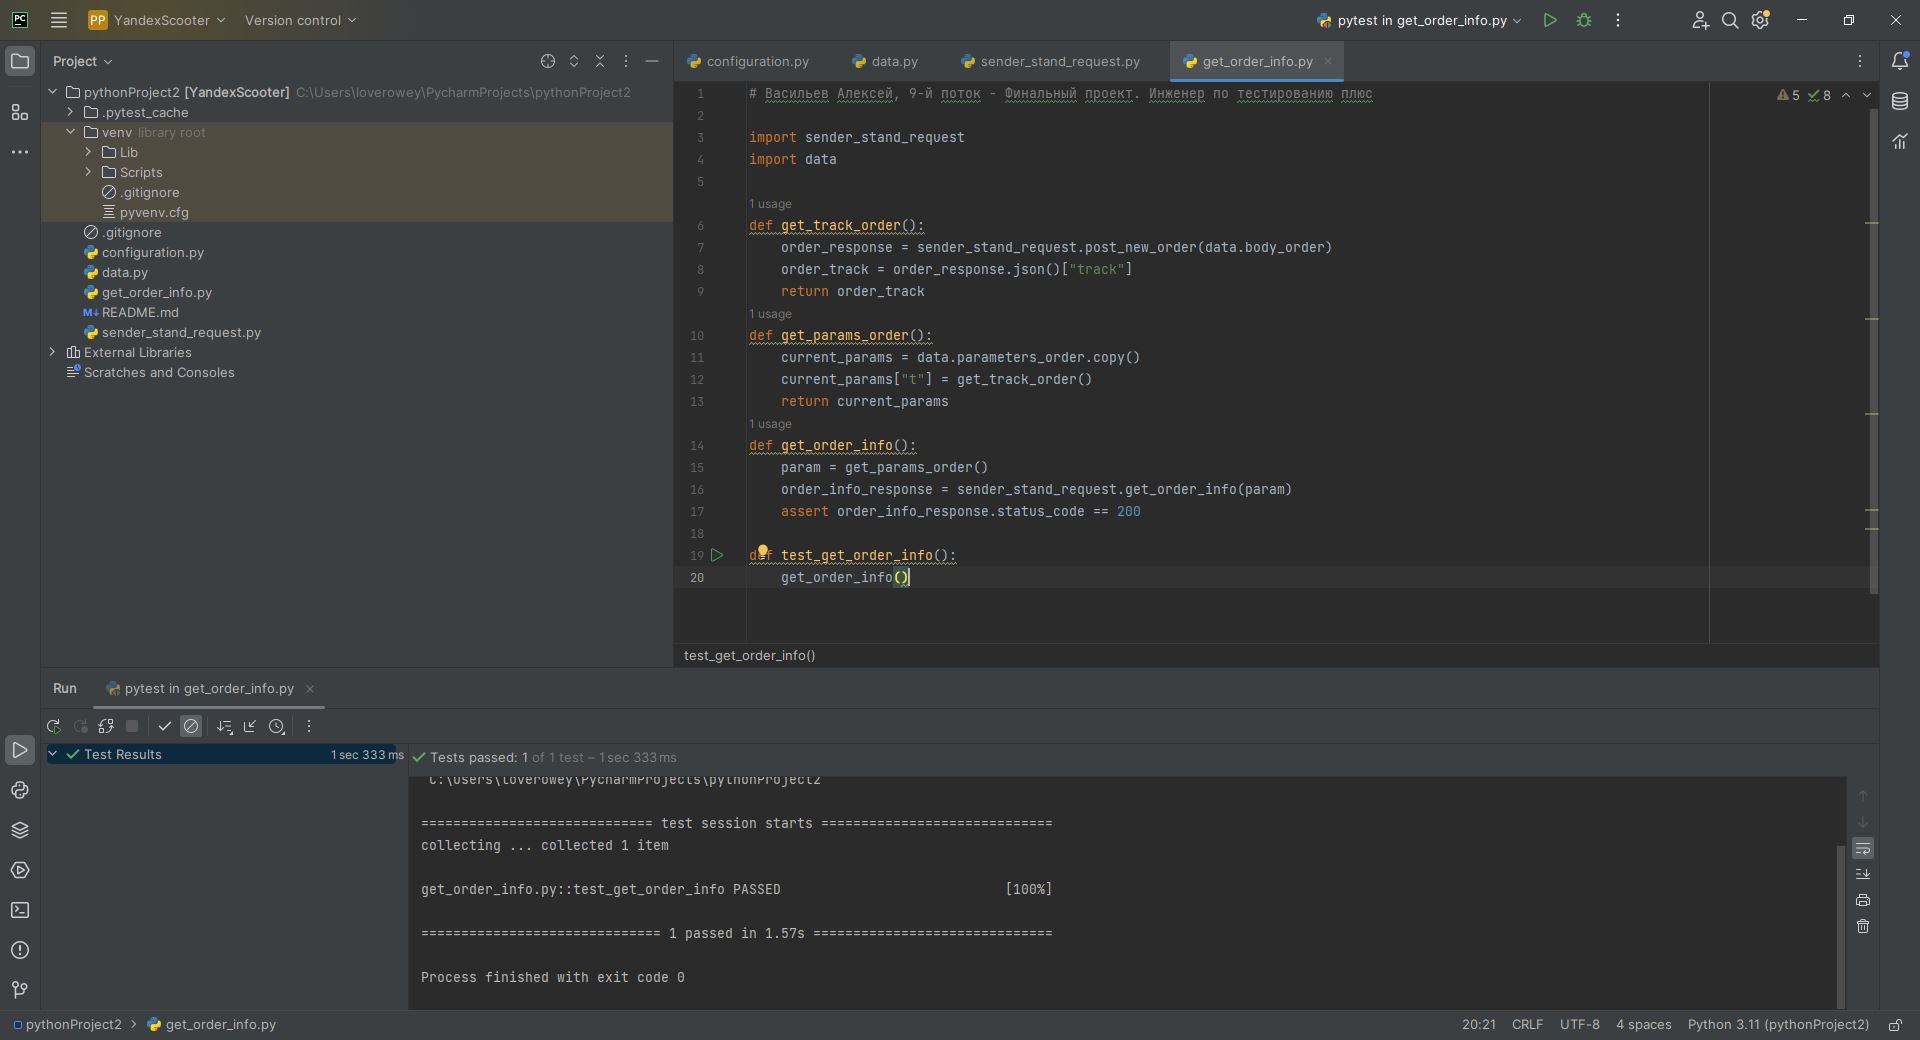 PC
PP YandexScooter Version control pytest in get_order_info.py
Project
pythonProject2 [YandexScooter] C:\Users\loverowey\PycharmProjects\pythonProject2
.pytest_cache
venv library root
Lib
Scripts
.gitignore
pyvenv.cfg
.gitignore
configuration.py
data.py
get_order_info.py
M↓ README.md
sender_stand_request.py
External Libraries
Scratches and Consoles
configuration.py data.py sender_stand_request.py get_order_info.py
5 8
1 # Васильев Алексей, 9-й поток - Финальный проект. Инженер по тестированию плюс
2
3 import sender_stand_request
4 import data
5
1 usage
6 def get_track_order():
7 order_response = sender_stand_request.post_new_order(data.body_order)
8 order_track = order_response.json()["track"]
9 return order_track
1 usage
10 def get_params_order():
11 current_params = data.parameters_order.copy()
12 current_params["t"] = get_track_order()
13 return current_params
1 usage
14 def get_order_info():
15 param = get_params_order()
16 order_info_response = sender_stand_request.get_order_info(param)
17 assert order_info_response.status_code == 200
18
19 def test_get_order_info():
20 get_order_info()
test_get_order_info()
Run pytest in get_order_info.py
Test Results 1 sec 333 ms
Tests passed: 1 of 1 test – 1 sec 333 ms
C:\Users\loverowey\PycharmProjects\pythonProject2
============================= test session starts =============================
collecting ... collected 1 item
get_order_info.py::test_get_order_info PASSED [100%]
============================== 1 passed in 1.57s ==============================
Process finished with exit code 0
pythonProject2 get_order_info.py 20:21 CRLF UTF-8 4 spaces Python 3.11 (pythonProject2)